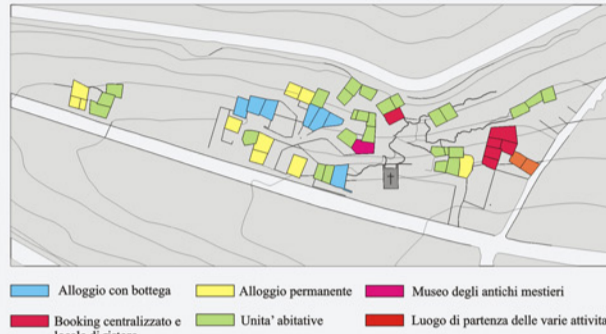 Alloggio con bottega
Alloggio permanente
Museo degli antichi mestieri
Booking centralizzato e
Unita' abitative
Luogo di partenza delle varie attivita